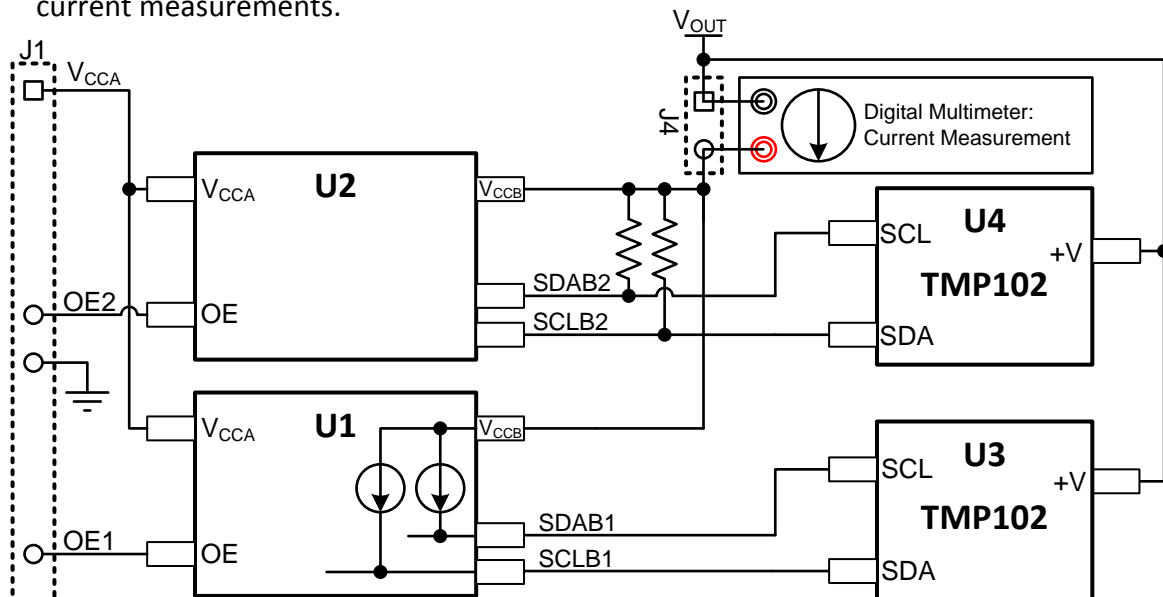 current measurements.
J1
VCCA
VOUT
J4
Digital Multimeter:
Current Measurement
U2
VCCA
VCCB
SDAB2
SCLB2
OE2
OE
U4
SCL
+V
TMP102
SDA
U1
VCCA
VCCB
SDAB1
SCLB1
OE1
OE
U3
SCL
+V
TMP102
SDA